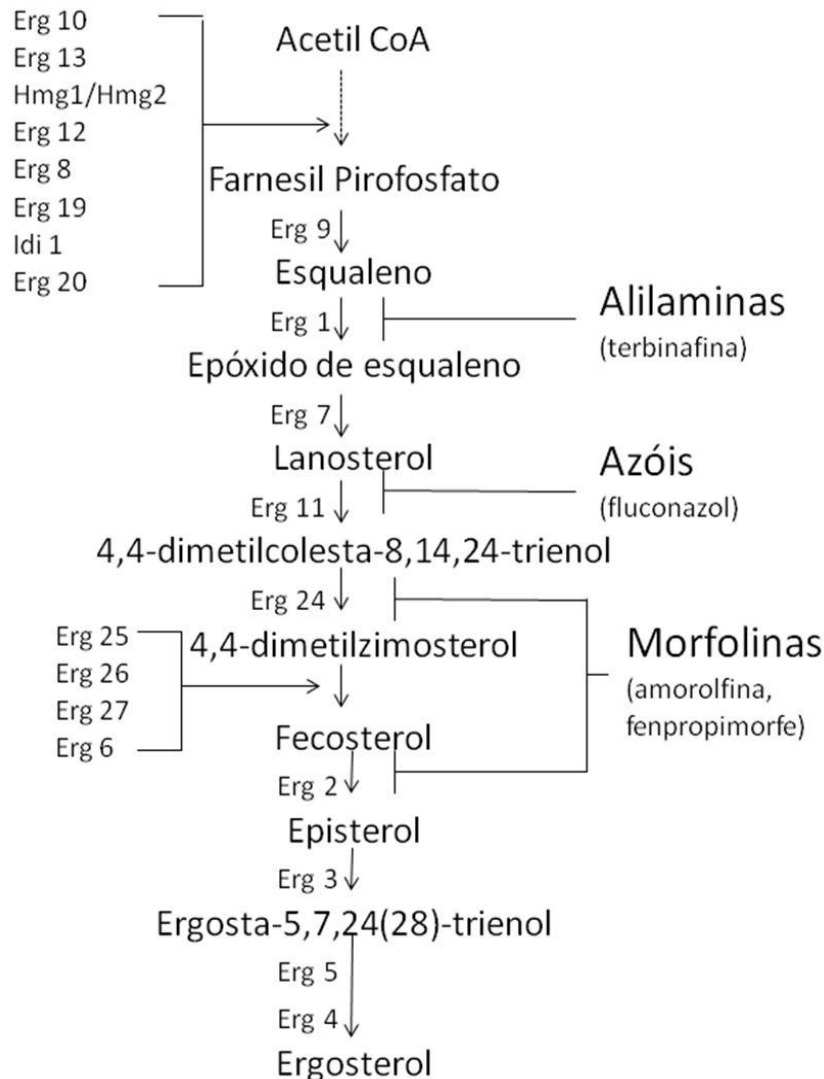 Erg 10
Erg 13
Hmg1/Hmg2
Erg 12
Erg 8
Erg 19
Idi 1
Erg 20
Acetil CoA
Farnesil Pirofosfato
Erg 9
Esqualeno
Erg 1
Alilaminas
(terbinafina)
Epóxido de esqualeno
Erg 7
Lanosterol
Azóis
(fluconazol)
Erg 11
4,4-dimetilcolesta-8,14,24-trienol
Erg 24
4,4-dimetilzimosterol
Erg 25
Erg 26
Erg 27
Erg 6
Morfolinas
(amorolfina,
fenpropimorfe)
Fecosterol
Erg 2
Episterol
Erg 3
Ergosta-5,7,24(28)-trienol
Erg 5
Erg 4
Ergosterol